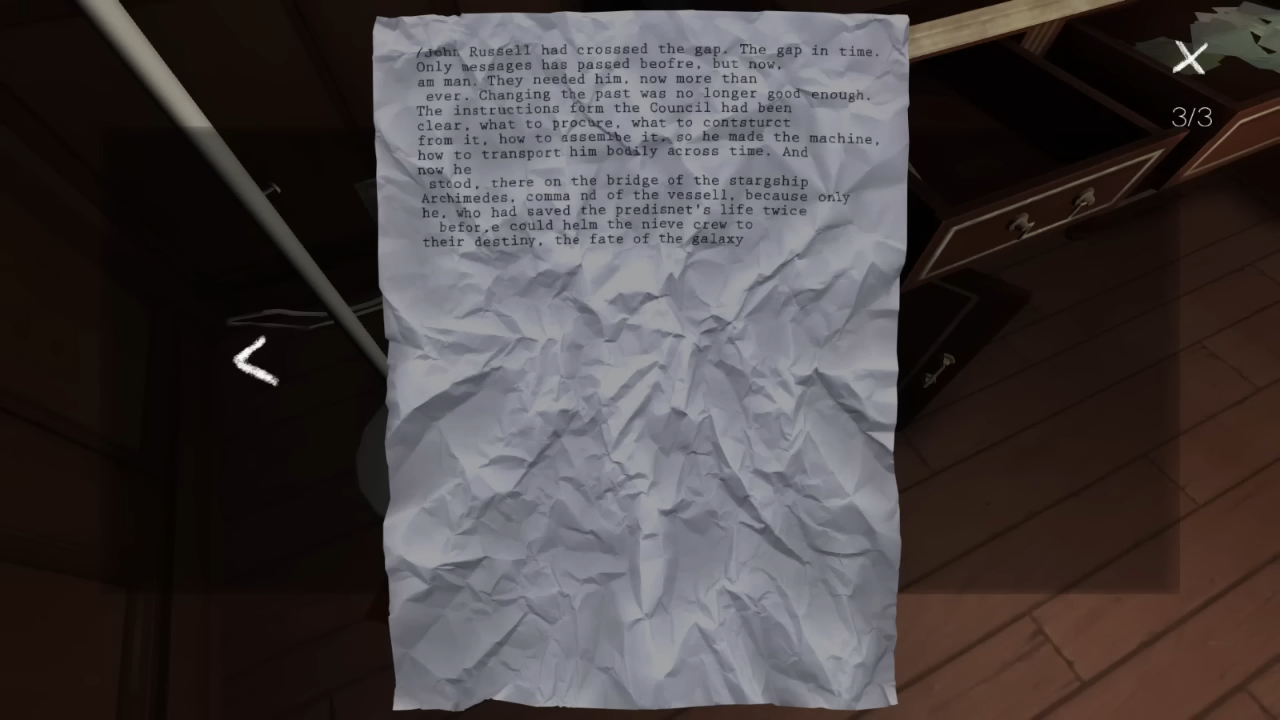 /John Russell had crosssed the gap. The gap in time.
Only messages has passed beofre, but now,
am man. They needed him, now more than
ever. Changing the past was no longer good enough.
The instructions form the Council had been
clear, what to procure, what to contsturct
from it, how to assemlbe it, so he made the machine,
how to transport him bodily across time. And
now he
stood, there on the bridge of the stargship
Archimedes, comma nd of the vessell, because only
he, who had saved the predisnet's life twice
befor,e could helm the nieve crew to
their destiny, the fate of the galaxy
3/3